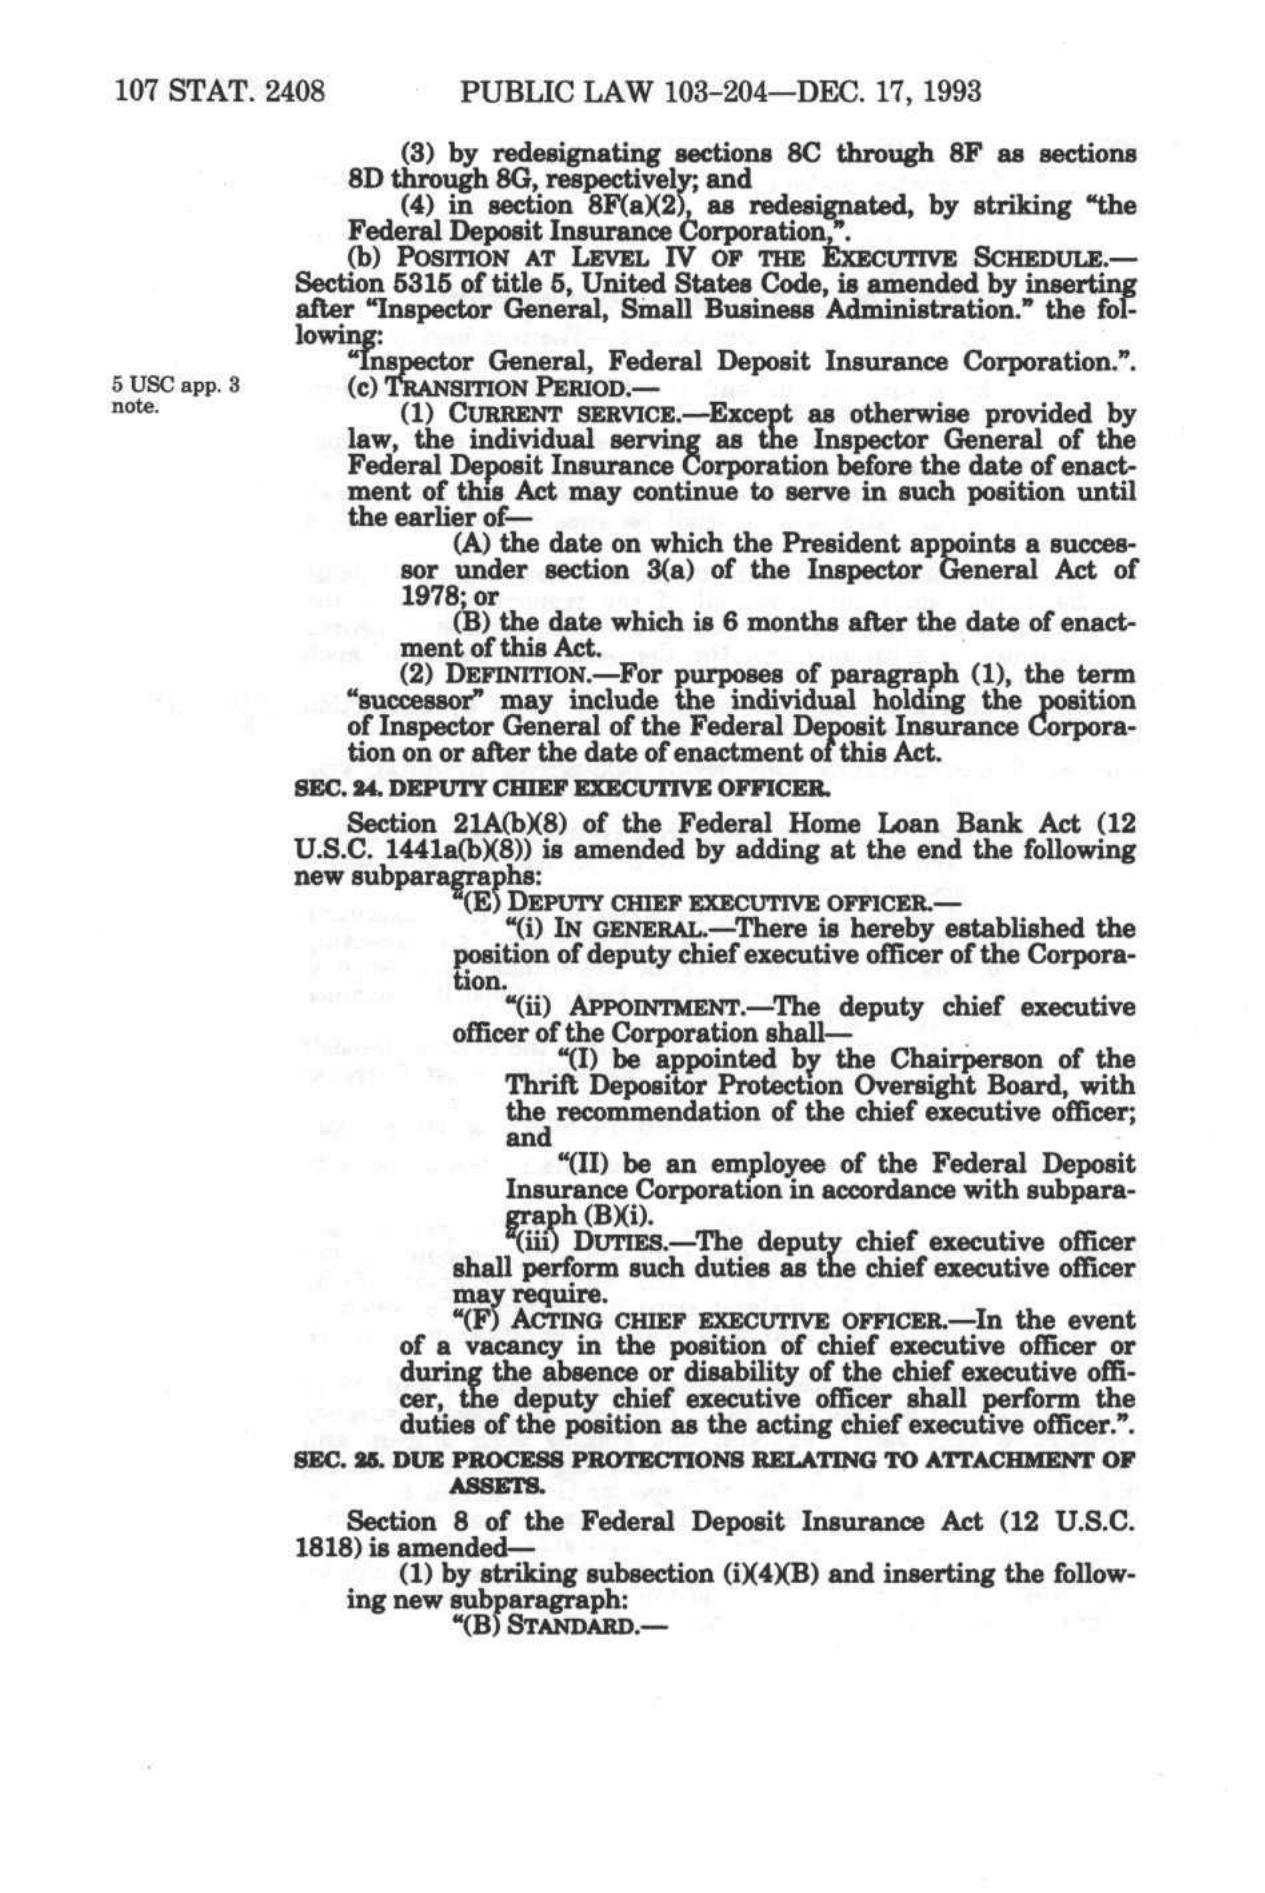 107 STAT. 2408 PUBLIC LAW 103-204—DEC. 17, 1993
(3) by redesignating sections 8C through 8F as sections
8D through 8G, respectively; and
(4) in section 8F(a)(2), as redesignated, by striking “the
Federal Deposit Insurance Corporation,”.
(b) POSITION AT LEVEL IV OF THE EXECUTIVE SCHEDULE.—
Section 5315 of title 5, United States Code, is amended by inserting
after “Inspector General, Small Business Administration.” the fol-
lowing:
“Inspector General, Federal Deposit Insurance Corporation.”.
5 USC app. 3
note.
(c) TRANSITION PERIOD.—
(1) CURRENT SERVICE.—Except as otherwise provided by
law, the individual serving as the Inspector General of the
Federal Deposit Insurance Corporation before the date of enact-
ment of this Act may continue to serve in such position until
the earlier of—
(A) the date on which the President appoints a succes-
sor under section 3(a) of the Inspector General Act of
1978; or
(B) the date which is 6 months after the date of enact-
ment of this Act.
(2) DEFINITION.—For purposes of paragraph (1), the term
“successor” may include the individual holding the position
of Inspector General of the Federal Deposit Insurance Corpora-
tion on or after the date of enactment of this Act.
SEC. 24. DEPUTY CHIEF EXECUTIVE OFFICER.
Section 21A(b)(8) of the Federal Home Loan Bank Act (12
U.S.C. 1441a(b)(8)) is amended by adding at the end the following
new subparagraphs:
“(E) DEPUTY CHIEF EXECUTIVE OFFICER.—
“(i) IN GENERAL.—There is hereby established the
position of deputy chief executive officer of the Corpora-
tion.
“(ii) APPOINTMENT.—The deputy chief executive
officer of the Corporation shall—
“(I) be appointed by the Chairperson of the
Thrift Depositor Protection Oversight Board, with
the recommendation of the chief executive officer;
and
“(II) be an employee of the Federal Deposit
Insurance Corporation in accordance with subpara-
graph (B)(i).
“(iii) DUTIES.—The deputy chief executive officer
shall perform such duties as the chief executive officer
may require.
“(F) ACTING CHIEF EXECUTIVE OFFICER.—In the event
of a vacancy in the position of chief executive officer or
during the absence or disability of the chief executive offi-
cer, the deputy chief executive officer shall perform the
duties of the position as the acting chief executive officer.”.
SEC. 25. DUE PROCESS PROTECTIONS RELATING TO ATTACHMENT OF
ASSETS.
Section 8 of the Federal Deposit Insurance Act (12 U.S.C.
1818) is amended—
(1) by striking subsection (i)(4)(B) and inserting the follow-
ing new subparagraph:
“(B) STANDARD.—